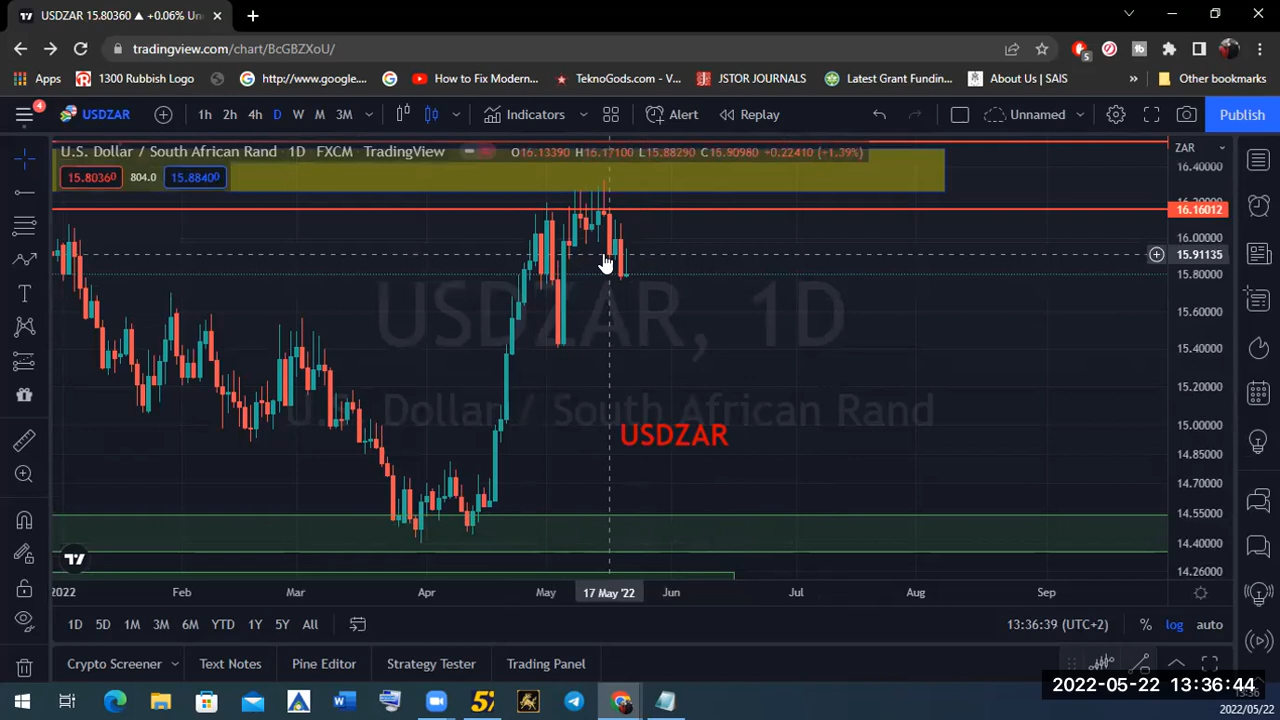 USDZAR 15.80360 ▲ +0.06% Un
tradingview.com/chart/BcGBZXoU/
5
Apps 1300 Rubbish Logo http://www.google... How to Fix Modern... TeknoGods.com - V... JSTOR JOURNALS Latest Grant Fundin... About Us | SAIS » Other bookmarks
4 USDZAR 1h 2h 4h D W M 3M Indicators Alert Replay Unnamed Publish
U.S. Dollar / South African Rand · 1D · FXCM · TradingView O16.13390 H16.17100 L15.88290 C15.90980 +0.22410 (+1.39%) ZAR
15.80360 804.0 15.88400
16.40000
16.20000
16.16012
16.00000
15.91135
15.80000
15.60000
15.40000
15.20000
15.00000
14.85000
14.70000
14.55000
14.40000
14.26000
USDZAR, 1D
U.S. Dollar / South African Rand
USDZAR
2022 Feb Mar Apr May 17 May '22 Jun Jul Aug Sep
1D 5D 1M 3M 6M YTD 1Y 5Y All 13:36:39 (UTC+2) % log auto
Crypto Screener Text Notes Pine Editor Strategy Tester Trading Panel
2022-05-22 13:36:44
13:36
2022/05/22